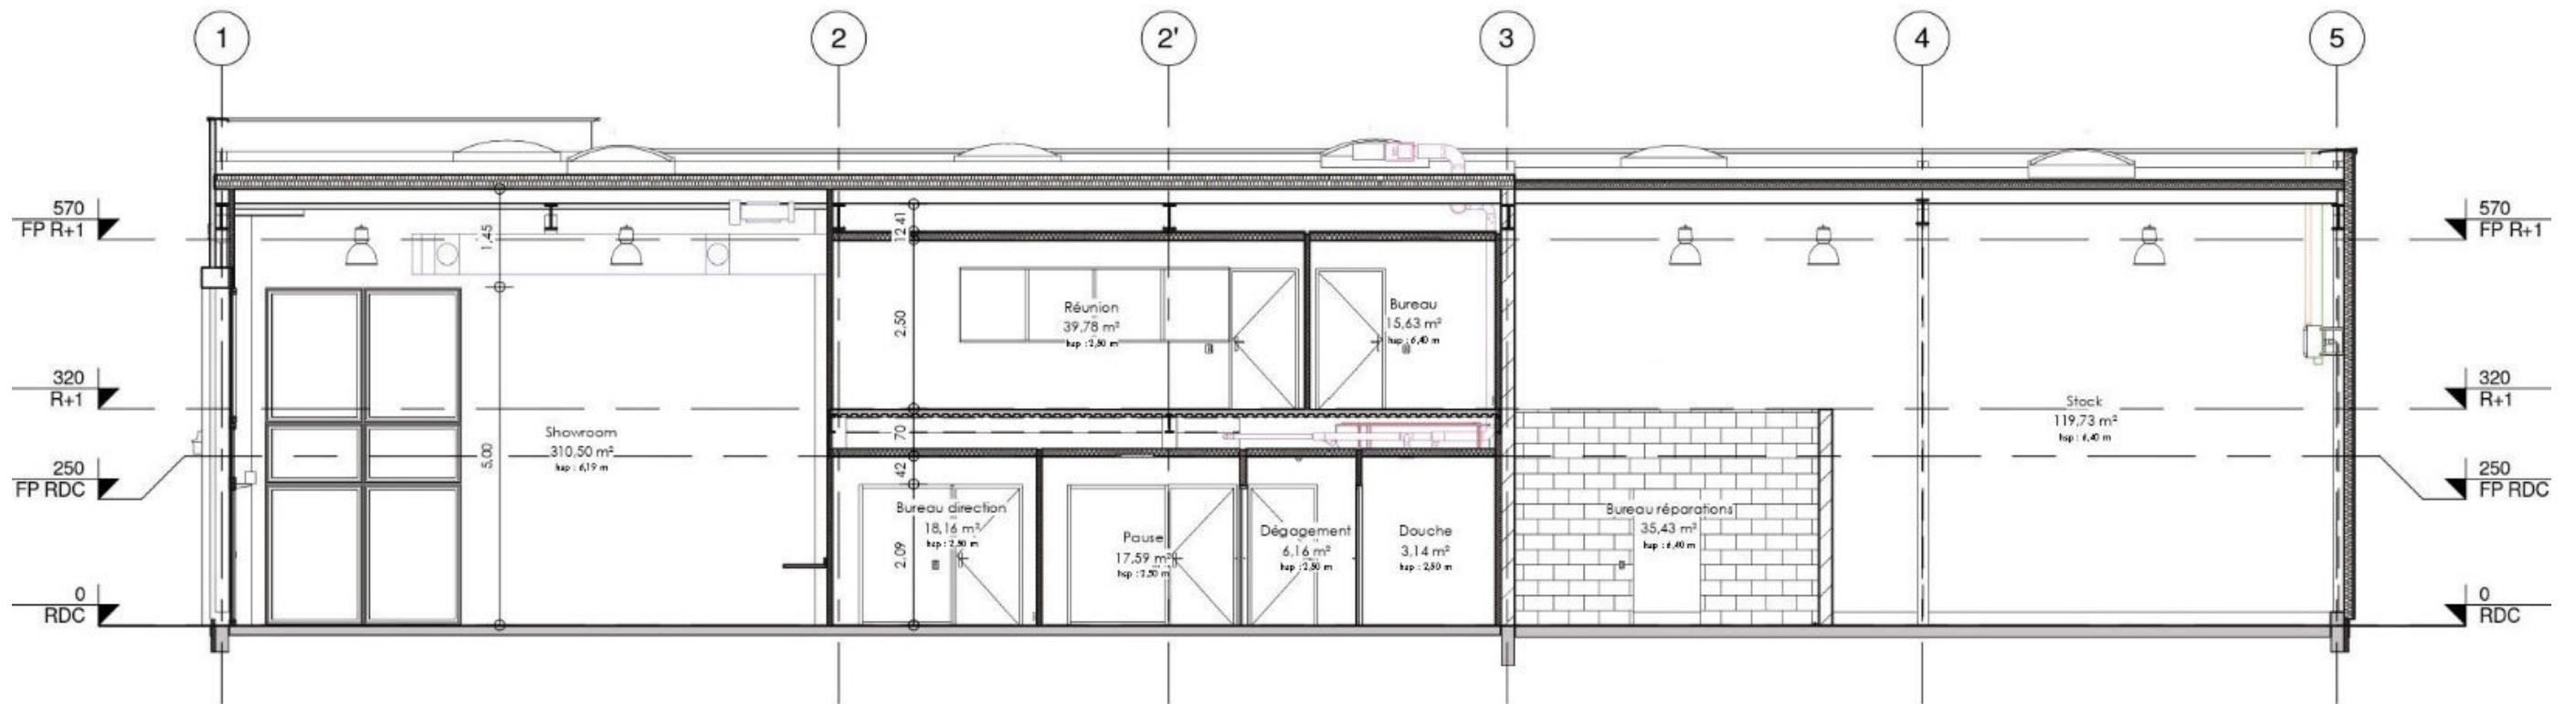 1
2
2'
3
4
5
570
FP R+1
320
R+1
250
FP RDC
0
RDC
1,45
5,00
Showroom
310,50 m²
hsp : 6,19 m
12,41
2,50
70
42
2,09
Réunion
39,78 m²
hsp : 2,50 m
Bureau
15,63 m²
hsp : 6,40 m
Bureau direction
18,16 m²
hsp : 2,50 m
Pause
17,59 m²
hsp : 2,50 m
Dégagement
6,16 m²
hsp : 2,50 m
Douche
3,14 m²
hsp : 2,50 m
Bureau réparations
35,43 m²
hsp : 6,40 m
Stock
119,73 m²
hsp : 6,40 m
570
FP R+1
320
R+1
250
FP RDC
0
RDC